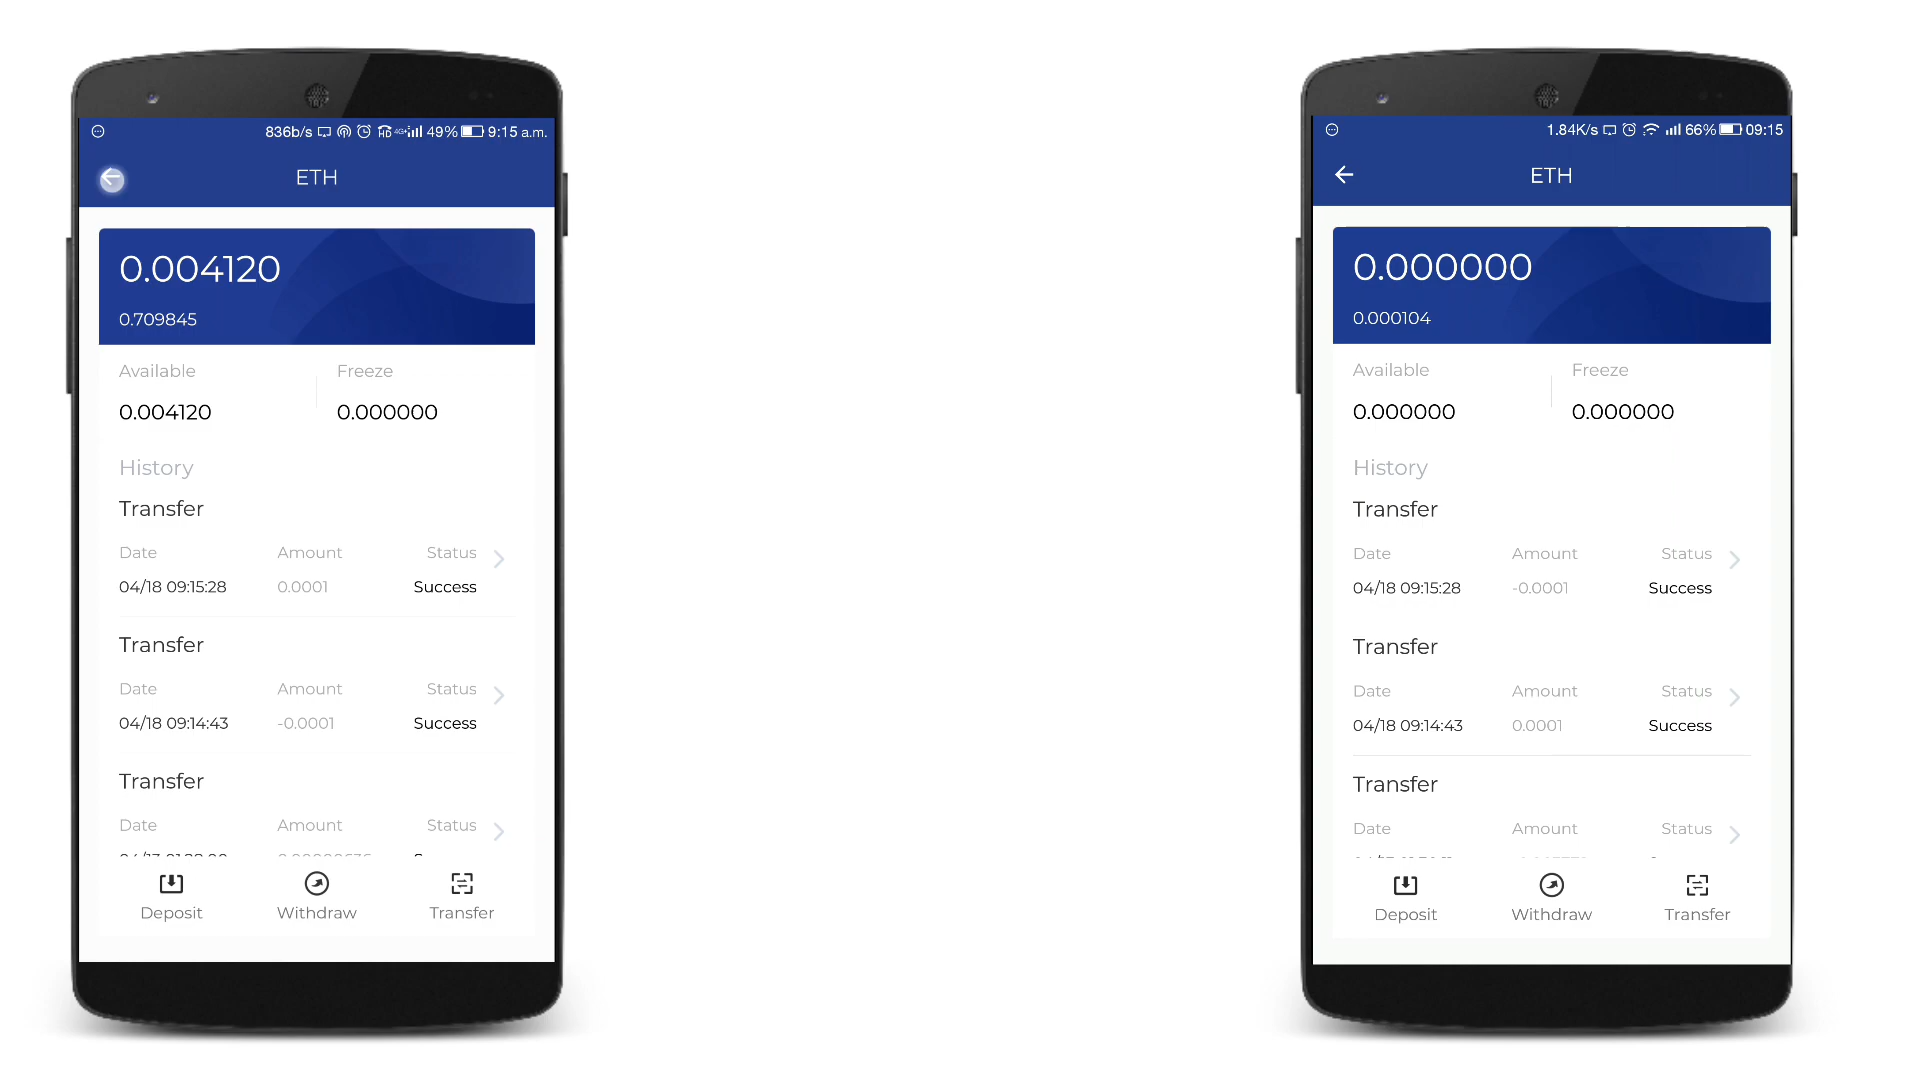 836b/s 49% 9:15 a.m.
ETH
0.004120
0.709845
Available Freeze
0.004120 0.000000
History
Transfer
Date Amount Status
04/18 09:15:28 0.0001 Success
Transfer
Date Amount Status
04/18 09:14:43 -0.0001 Success
Transfer
Date Amount Status
Deposit Withdraw Transfer
1.84K/s 66% 09:15
ETH
0.000000
0.000104
Available Freeze
0.000000 0.000000
History
Transfer
Date Amount Status
04/18 09:15:28 -0.0001 Success
Transfer
Date Amount Status
04/18 09:14:43 0.0001 Success
Transfer
Date Amount Status
Deposit Withdraw Transfer